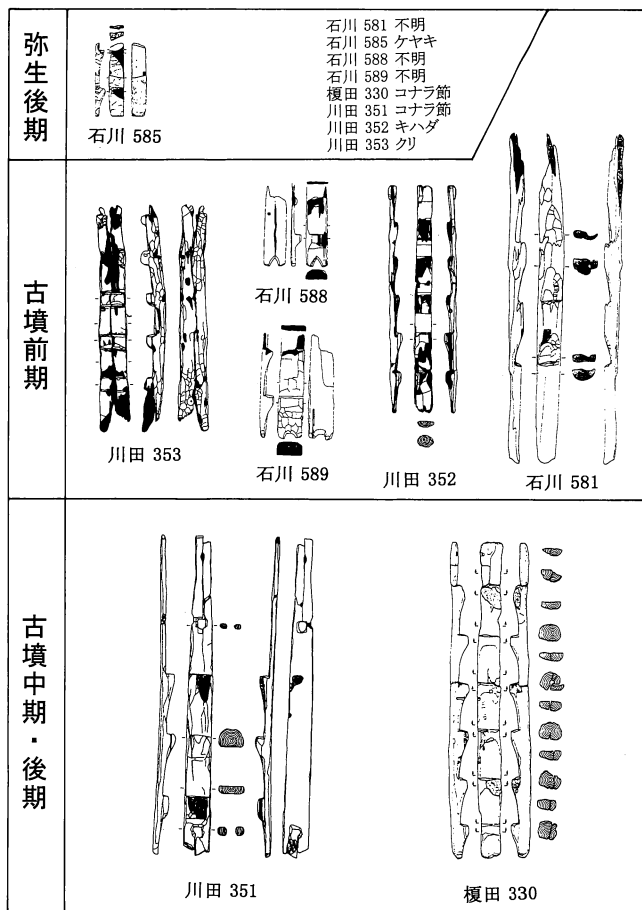 弥生後期
石川 581 不明
石川 585 ケヤキ
石川 588 不明
石川 589 不明
榎田 330 コナラ節
川田 351 コナラ節
川田 352 キハダ
川田 353 クリ
石川 585
古墳前期
川田 353
石川 588
石川 589
川田 352
石川 581
古墳中期・後期
川田 351
榎田 330